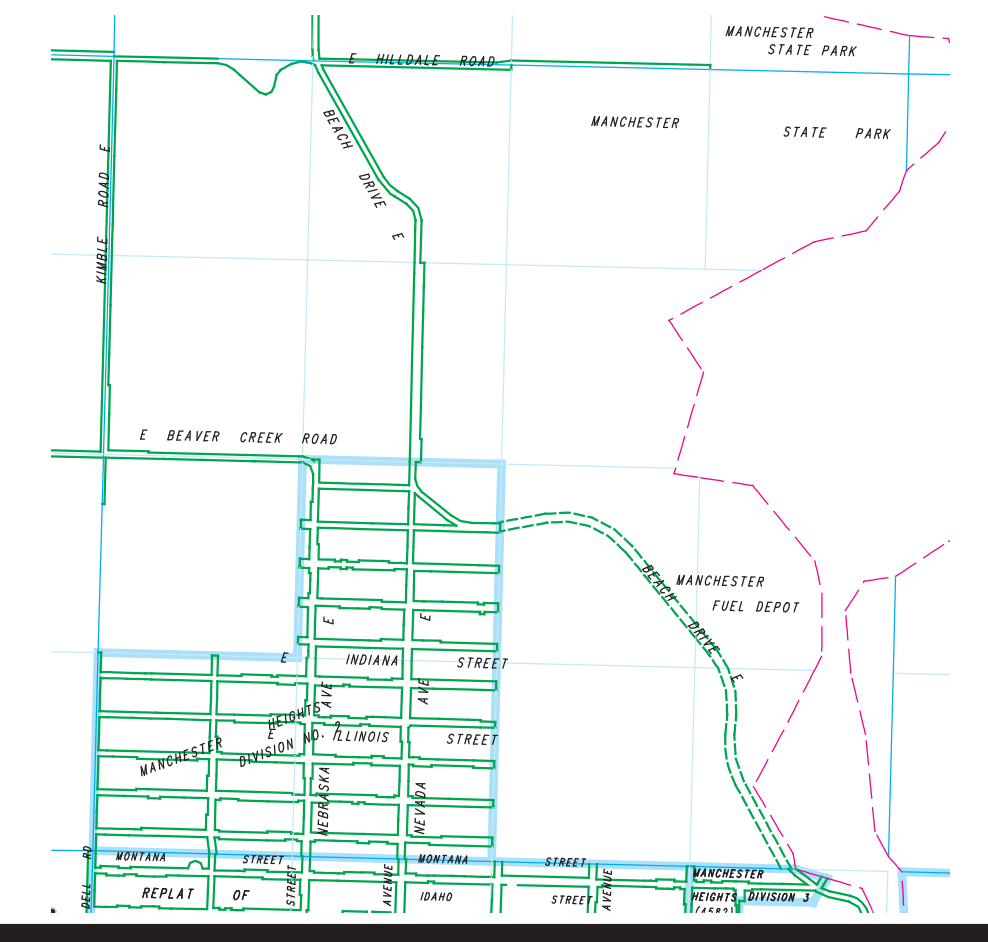 MANCHESTER
STATE PARK
E HILLDALE ROAD
BEACH DRIVE E
MANCHESTER STATE PARK
KIMBLE ROAD E
E BEAVER CREEK ROAD
BEACH DRIVE E
MANCHESTER
FUEL DEPOT
E
E
E INDIANA STREET
AVE
AVE
HEIGHTS
E ILLINOIS STREET
MANCHESTER DIVISION NO. 2
NEBRASKA
NEVADA
DELL RD
MONTANA STREET MONTANA STREET
MANCHESTER
REPLAT OF
STREET
AVENUE
IDAHO STREET
AVENUE
HEIGHTS DIVISION 3
(4582)